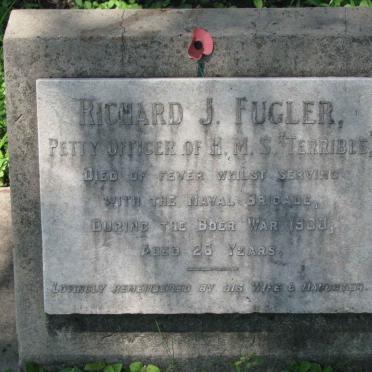 RICHARD J. FUGLER,
PETTY OFFICER OF H.M.S. "TERRIBLE,"
DIED OF FEVER WHILST SERVING
WITH THE NAVAL BRIGADE,
DURING THE BOER WAR
AGED 25 YEARS.
LOVINGLY REMEMBERED BY HIS WIFE & DAUGHTER.